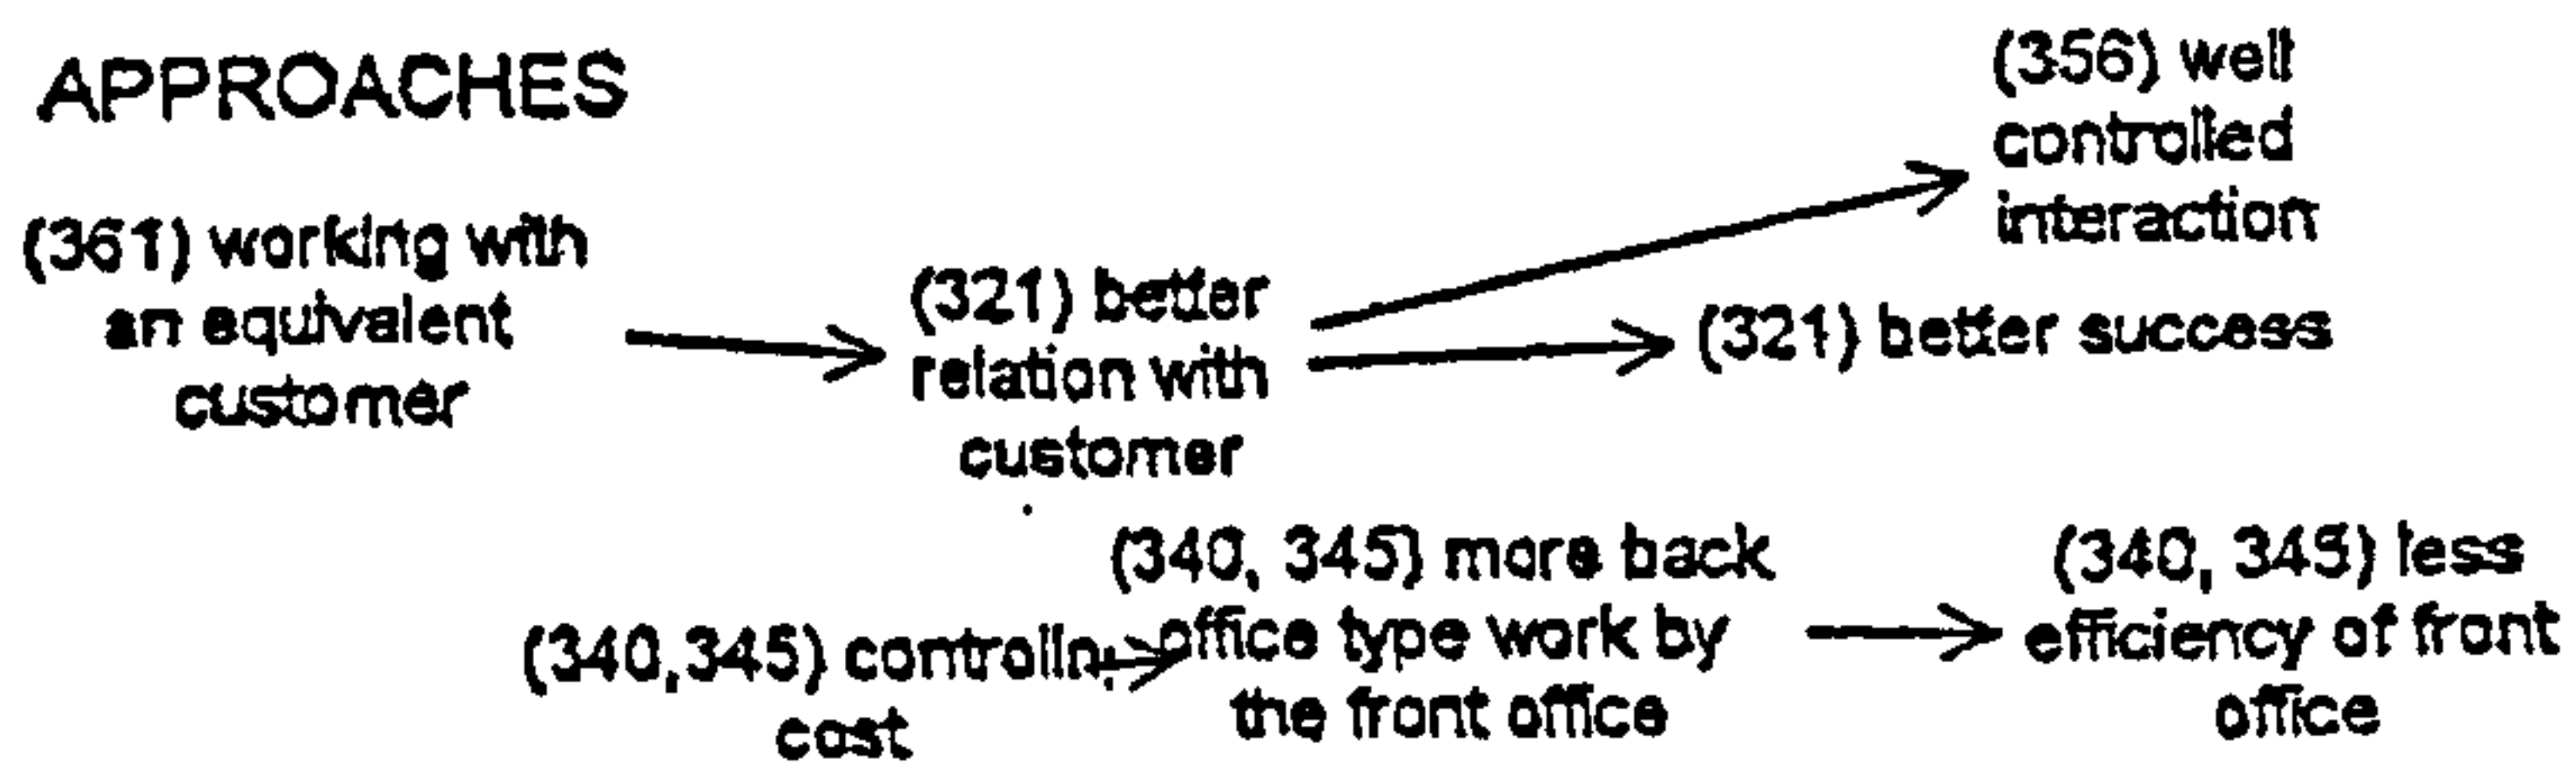 APPROACHES
(361) working with
an equivalent
customer
(321) better
relation with
customer
(356) well
controlled
interaction
(321) better success
(340,345) controllin
cost
(340, 345) more back
office type work by
the front office
(340, 345) less
efficiency of front
office